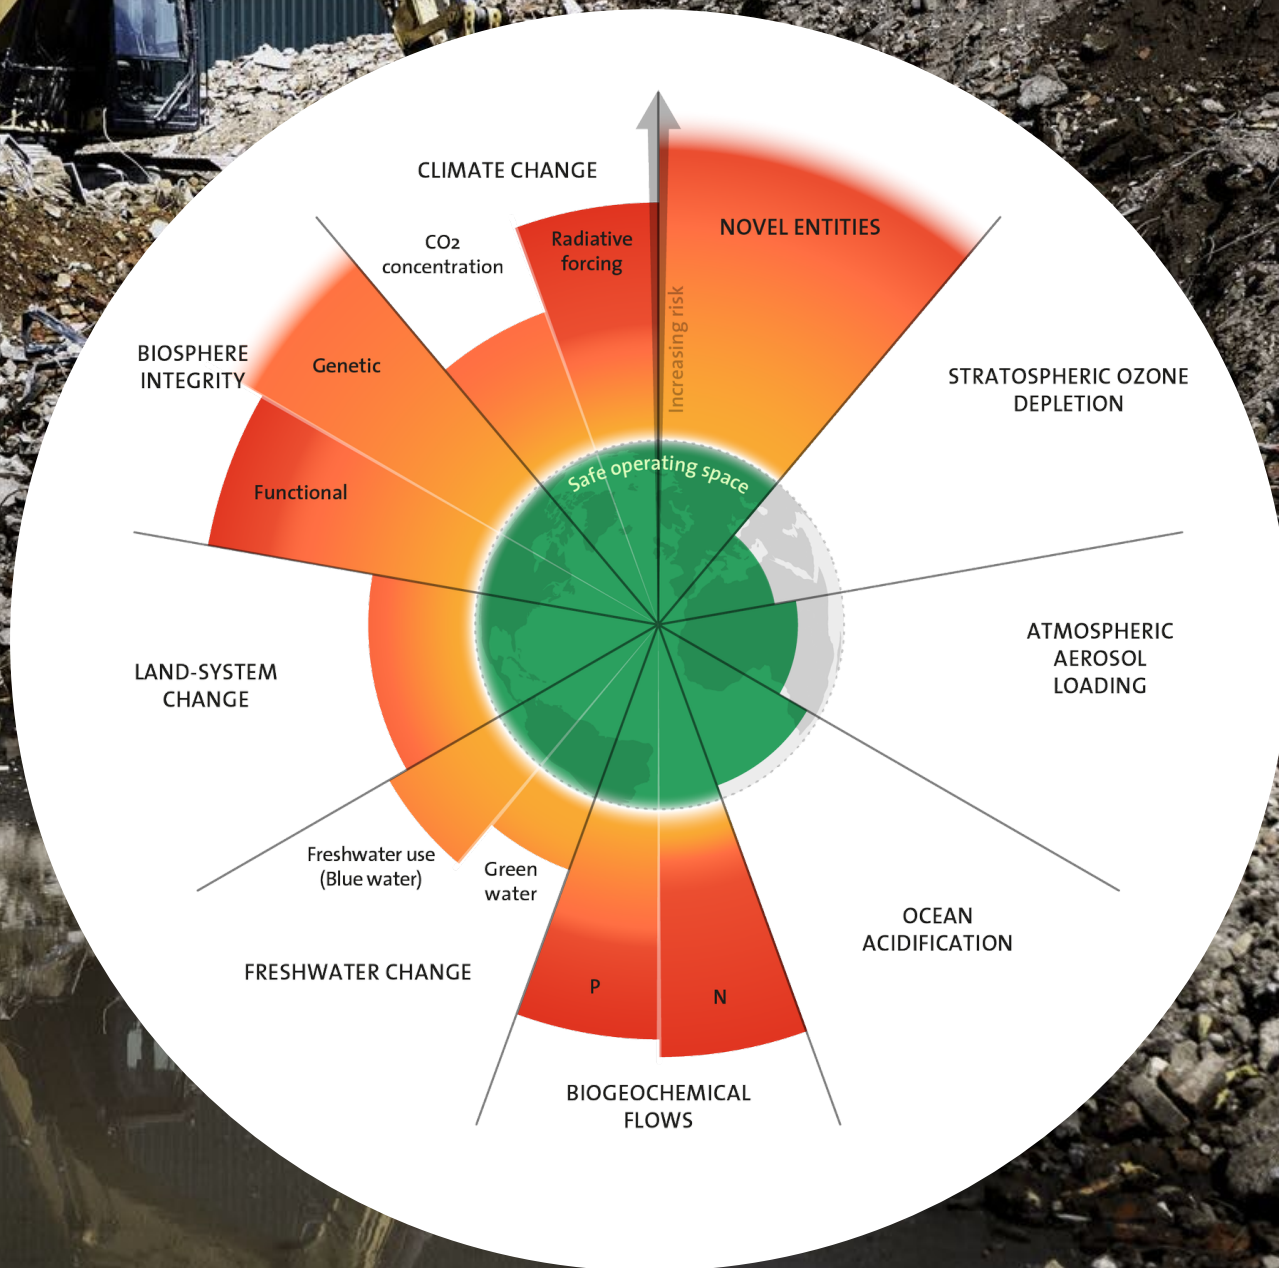 CLIMATE CHANGE
CO2
concentration
Radiative
forcing
NOVEL ENTITIES
Increasing risk
STRATOSPHERIC OZONE
DEPLETION
BIOSPHERE
INTEGRITY
Genetic
Functional
Safe operating space
ATMOSPHERIC
AEROSOL
LOADING
LAND-SYSTEM
CHANGE
Freshwater use
(Blue water)
Green
water
FRESHWATER CHANGE
P
N
BIOGEOCHEMICAL
FLOWS
OCEAN
ACIDIFICATION